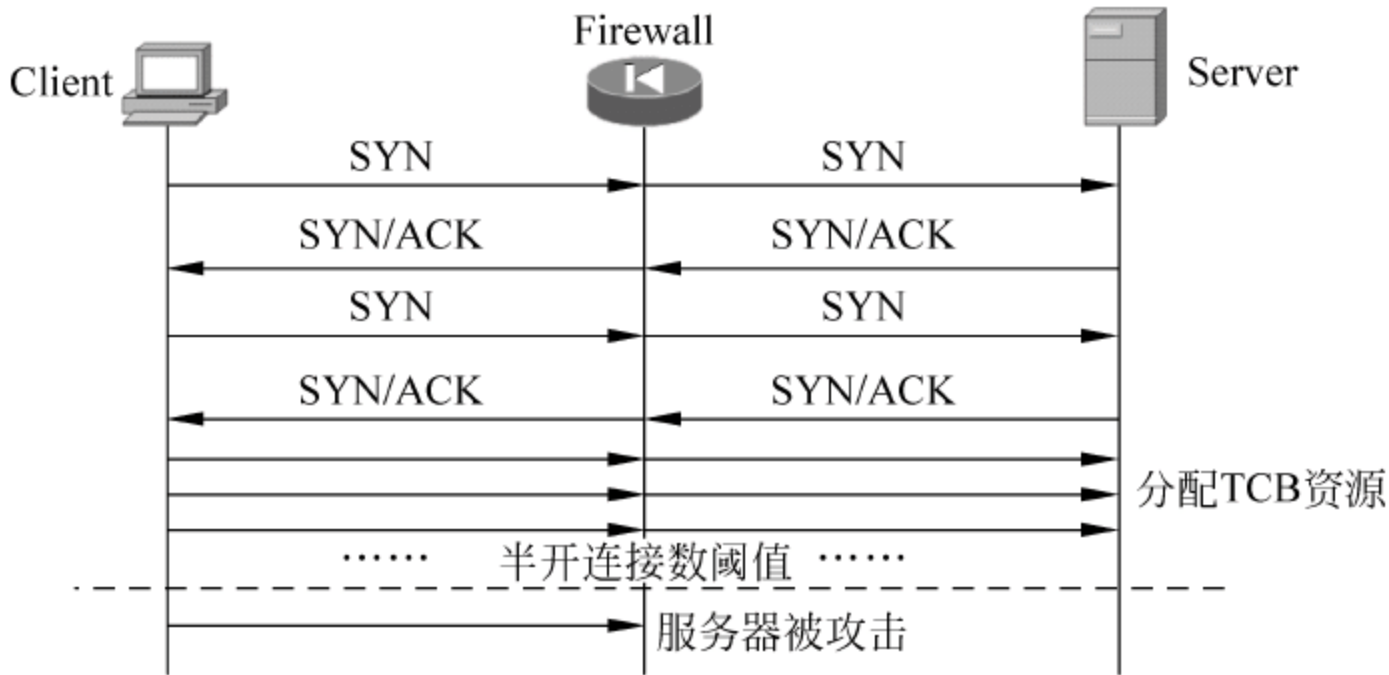 Firewall
Client
Server
SYN SYN
SYN/ACK SYN/ACK
SYN SYN
SYN/ACK SYN/ACK
分配TCB资源
…… 半开连接数阈值 ……
服务器被攻击